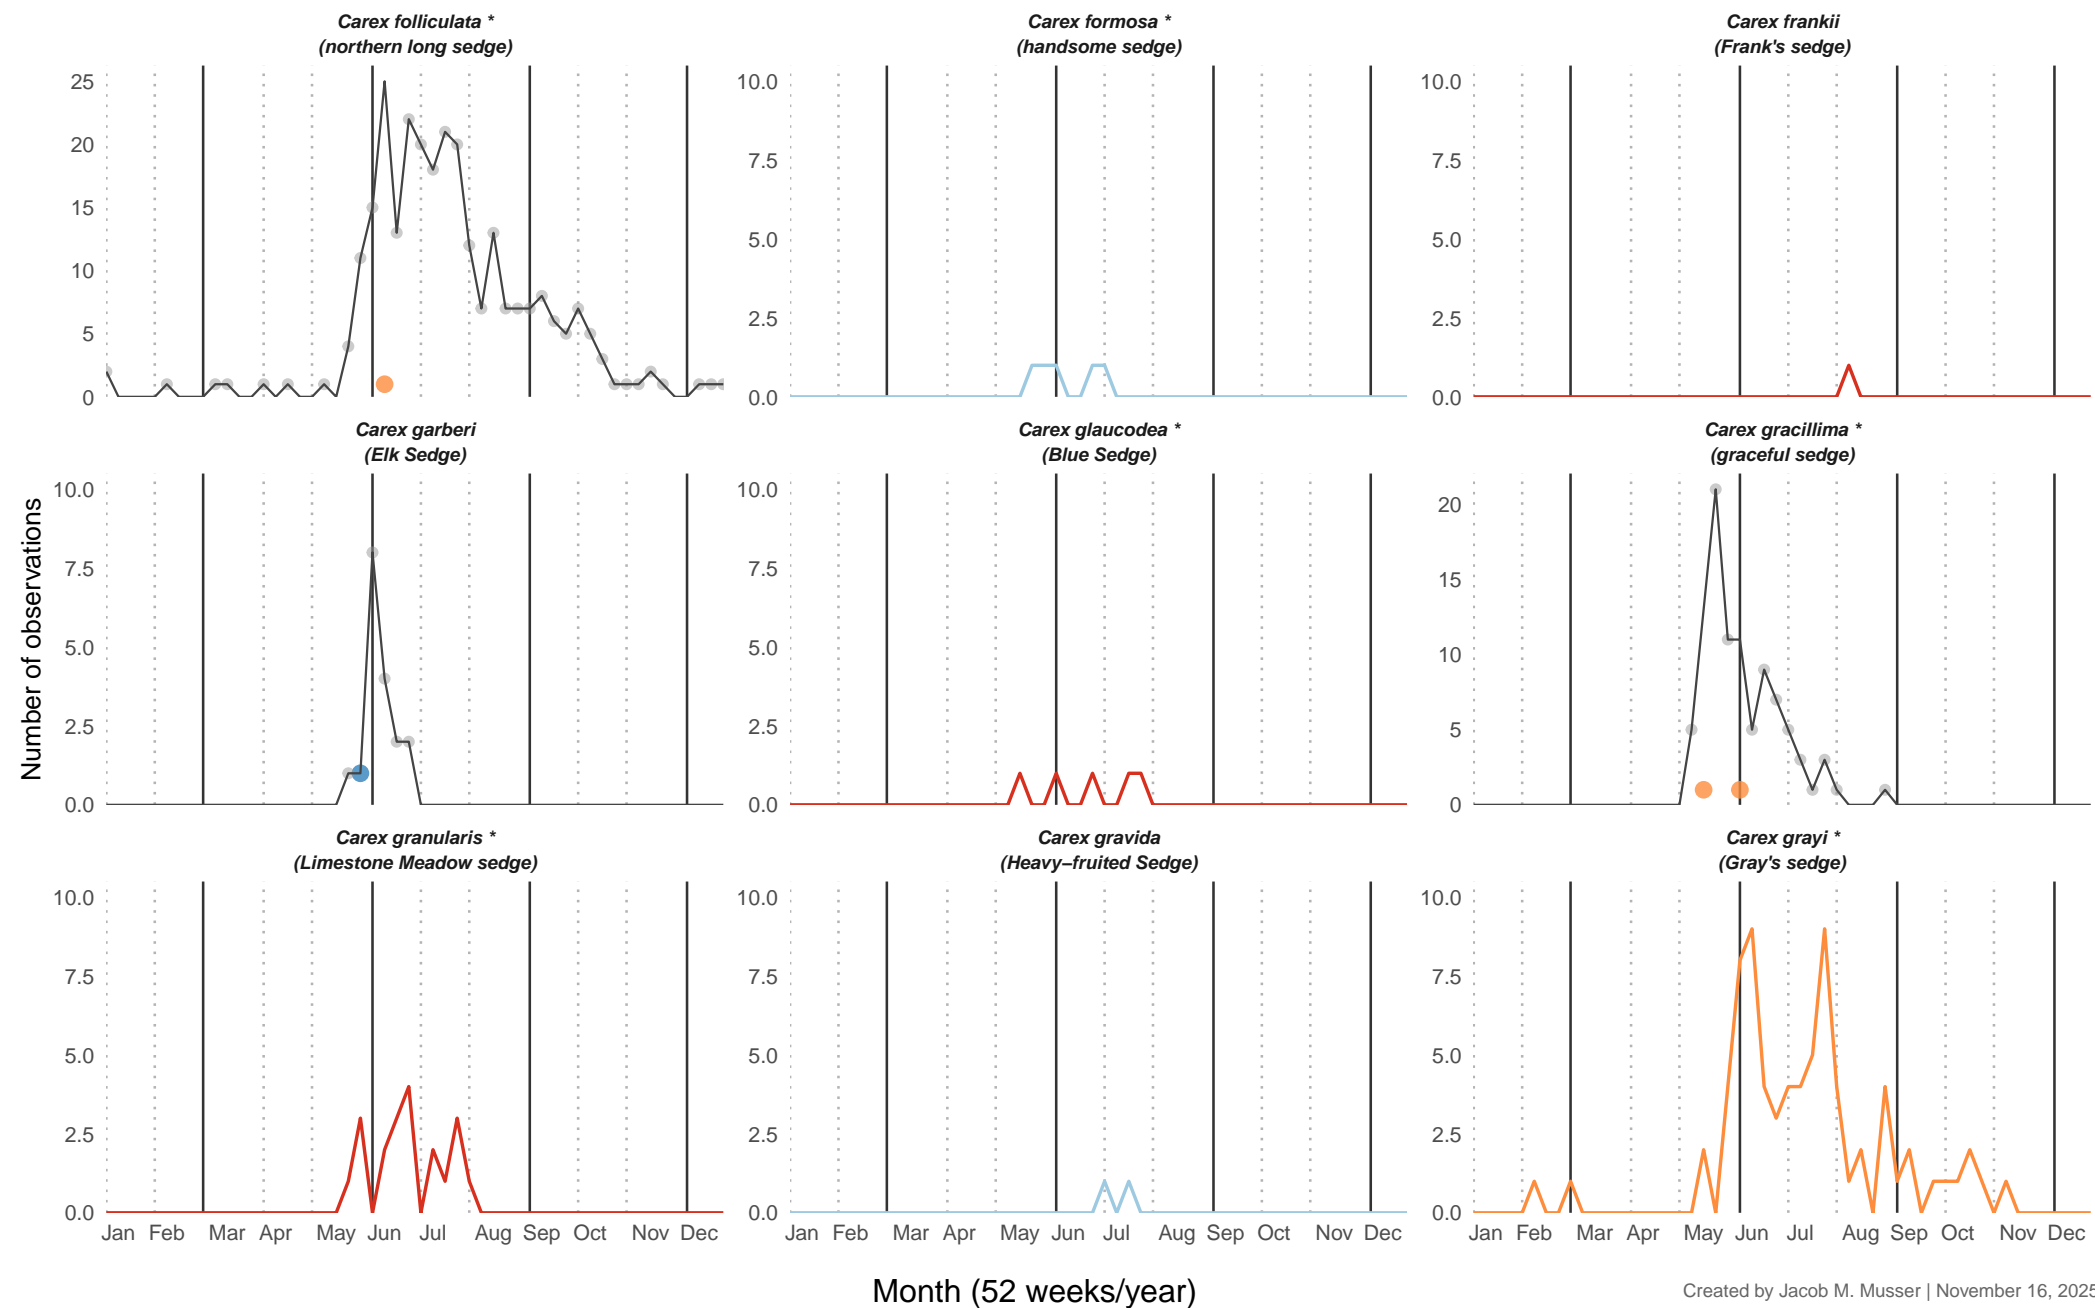 Carex folliculata *
(northern long sedge)
Carex formosa *
(handsome sedge)
Carex frankii
(Frank's sedge)
25
20
15
10
5
0
10.0
7.5
5.0
2.5
0.0
10.0
7.5
5.0
2.5
0.0
Carex garberi
(Elk Sedge)
Carex glaucodea *
(Blue Sedge)
Carex gracillima *
(graceful sedge)
10.0
7.5
5.0
2.5
0.0
10.0
7.5
5.0
2.5
0.0
20
15
10
5
0
Number of observations
Carex granularis *
(Limestone Meadow sedge)
Carex gravida
(Heavy–fruited Sedge)
Carex grayi *
(Gray's sedge)
10.0
7.5
5.0
2.5
0.0
10.0
7.5
5.0
2.5
0.0
10.0
7.5
5.0
2.5
0.0
Jan Feb Mar Apr May Jun Jul Aug Sep Oct Nov Dec
Jan Feb Mar Apr May Jun Jul Aug Sep Oct Nov Dec
Jan Feb Mar Apr May Jun Jul Aug Sep Oct Nov Dec
Month (52 weeks/year)
Created by Jacob M. Musser | November 16, 2025